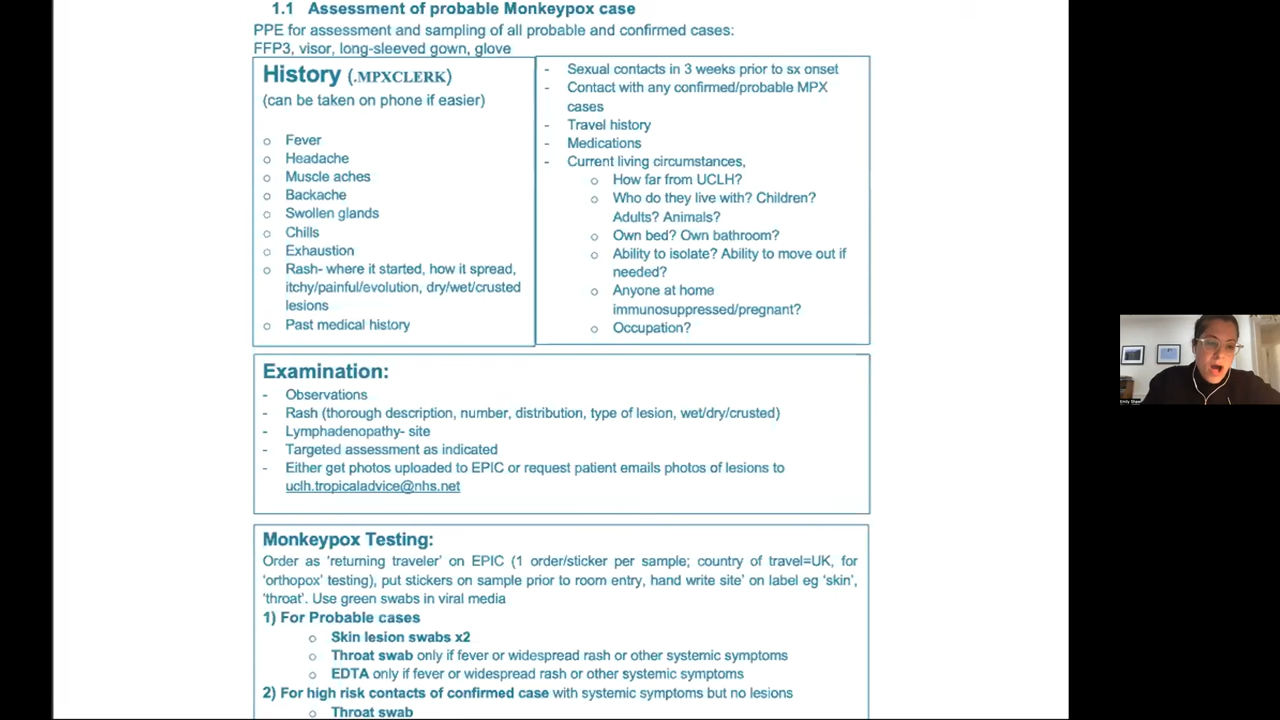 1.1 Assessment of probable Monkeypox case
PPE for assessment and sampling of all probable and confirmed cases:
FFP3, visor, long-sleeved gown, glove
History (.MPXCLERK)
(can be taken on phone if easier)
o Fever
o Headache
o Muscle aches
o Backache
o Swollen glands
o Chills
o Exhaustion
o Rash- where it started, how it spread,
itchy/painful/evolution, dry/wet/crusted
lesions
o Past medical history
- Sexual contacts in 3 weeks prior to sx onset
- Contact with any confirmed/probable MPX
cases
- Travel history
- Medications
- Current living circumstances,
o How far from UCLH?
o Who do they live with? Children?
Adults? Animals?
o Own bed? Own bathroom?
o Ability to isolate? Ability to move out if
needed?
o Anyone at home
immunosuppressed/pregnant?
o Occupation?
Examination:
- Observations
- Rash (thorough description, number, distribution, type of lesion, wet/dry/crusted)
- Lymphadenopathy- site
- Targeted assessment as indicated
- Either get photos uploaded to EPIC or request patient emails photos of lesions to
uclh.tropicaladvice@nhs.net
Monkeypox Testing:
Order as 'returning traveler' on EPIC (1 order/sticker per sample; country of travel=UK, for
'orthopox' testing), put stickers on sample prior to room entry, hand write site' on label eg 'skin',
'throat'. Use green swabs in viral media
1) For Probable cases
o Skin lesion swabs x2
o Throat swab only if fever or widespread rash or other systemic symptoms
o EDTA only if fever or widespread rash or other systemic symptoms
2) For high risk contacts of confirmed case with systemic symptoms but no lesions
o Throat swab